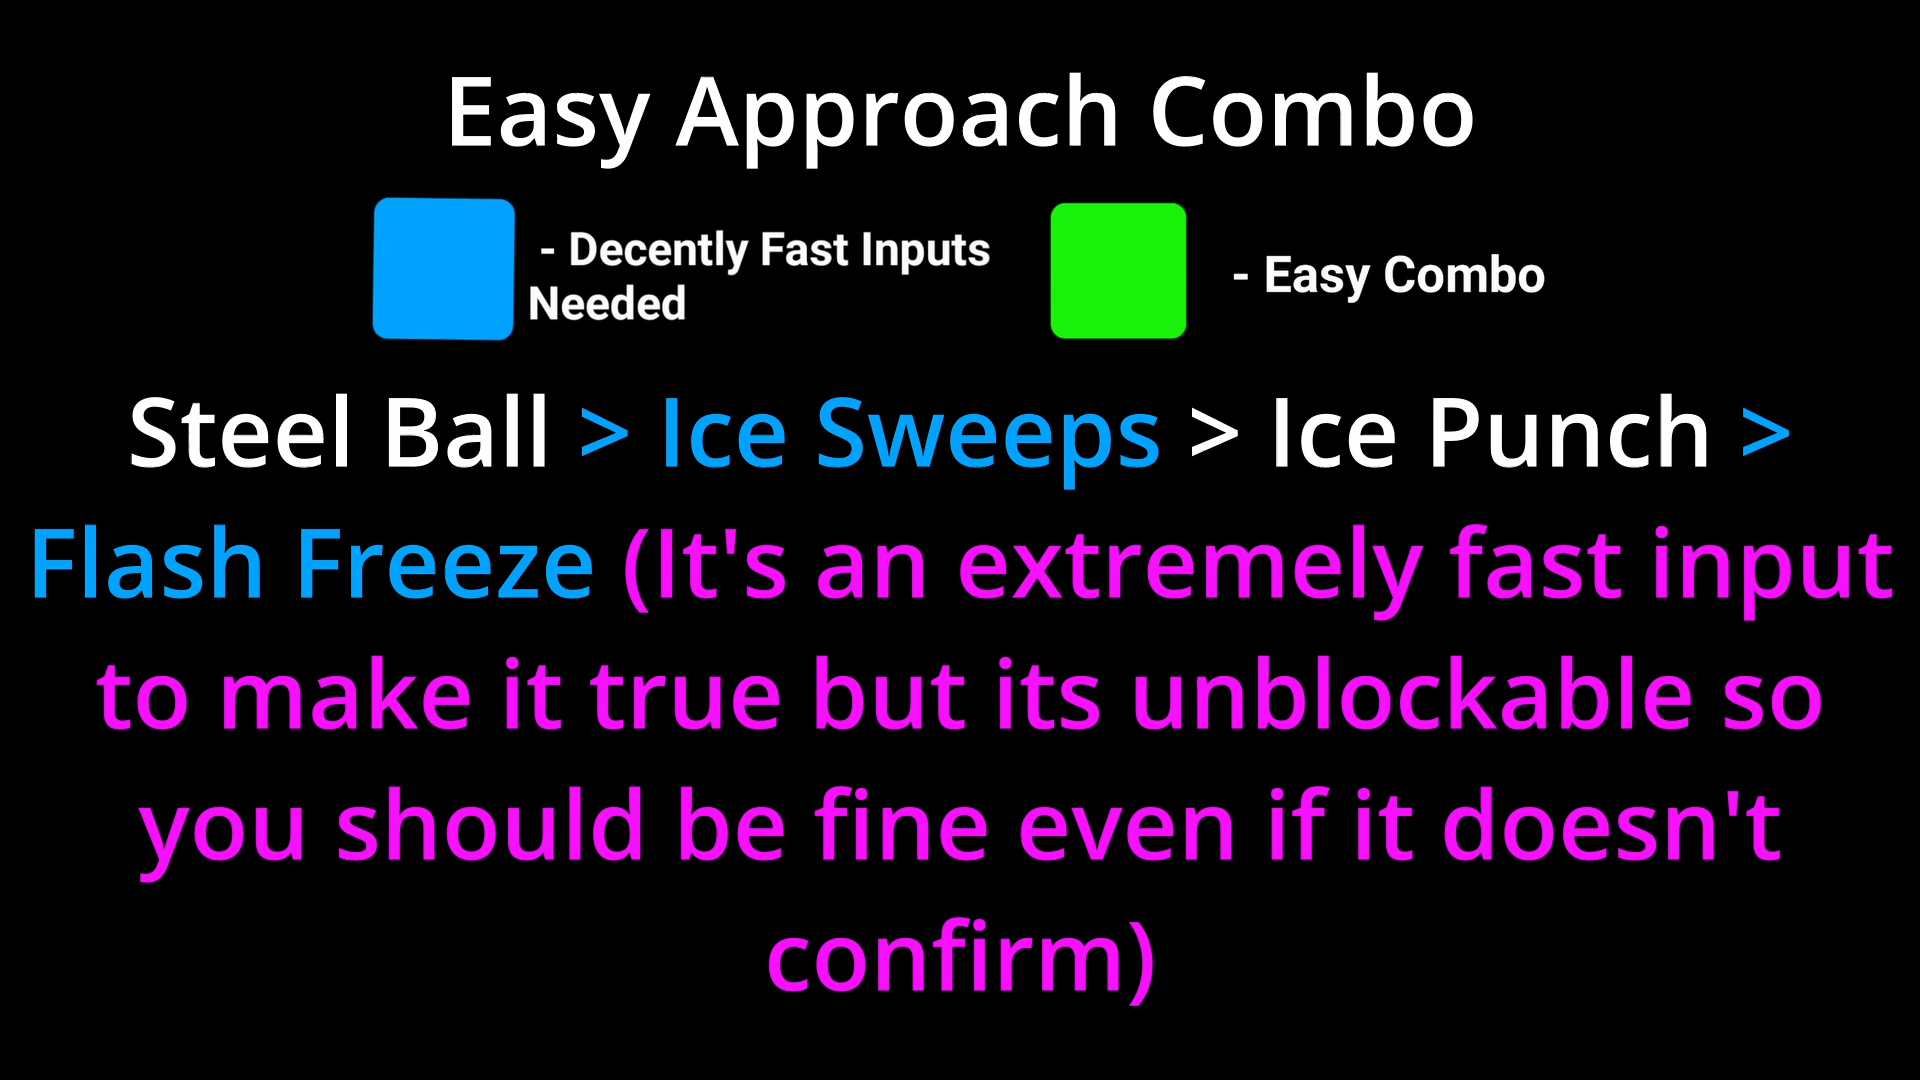 Easy Approach Combo
- Decently Fast Inputs
Needed
- Easy Combo
Steel Ball > Ice Sweeps > Ice Punch >
Flash Freeze (It's an extremely fast input
to make it true but its unblockable so
you should be fine even if it doesn't
confirm)